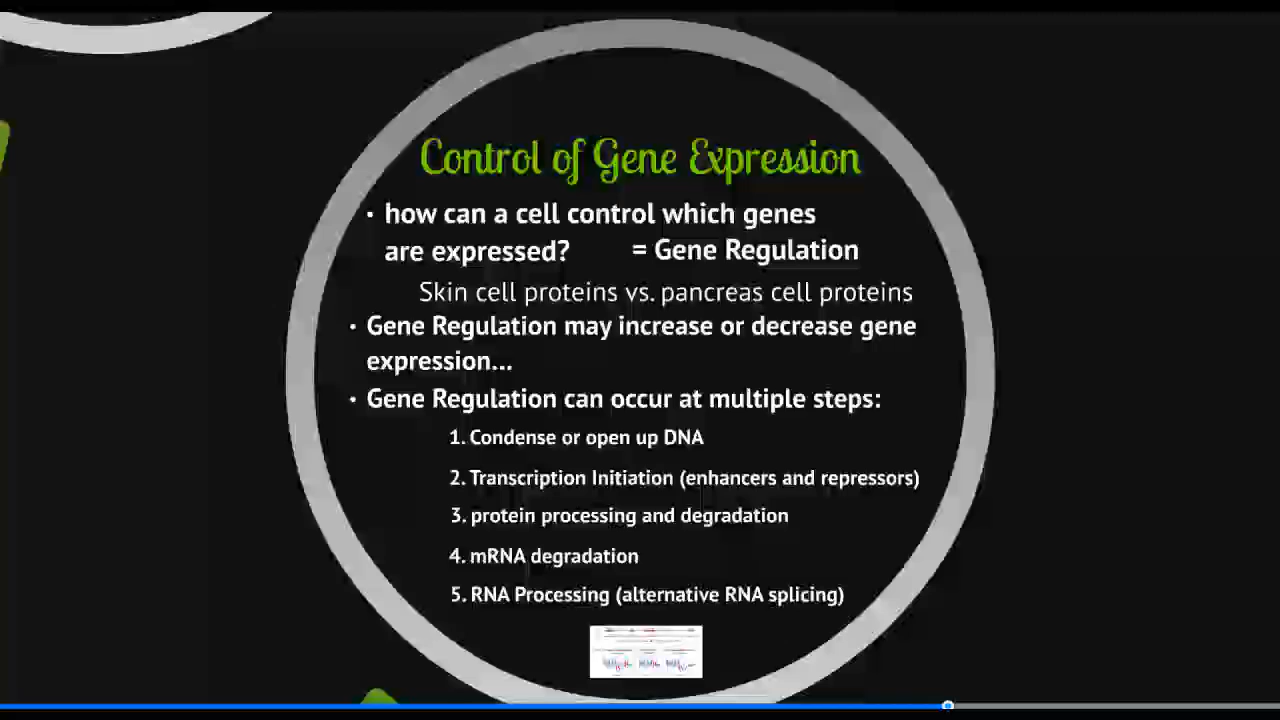 Control of Gene Expression
· how can a cell control which genes
are expressed? = Gene Regulation
Skin cell proteins vs. pancreas cell proteins
· Gene Regulation may increase or decrease gene
expression...
· Gene Regulation can occur at multiple steps:
1. Condense or open up DNA
2. Transcription Initiation (enhancers and repressors)
3. protein processing and degradation
4. mRNA degradation
5. RNA Processing (alternative RNA splicing)